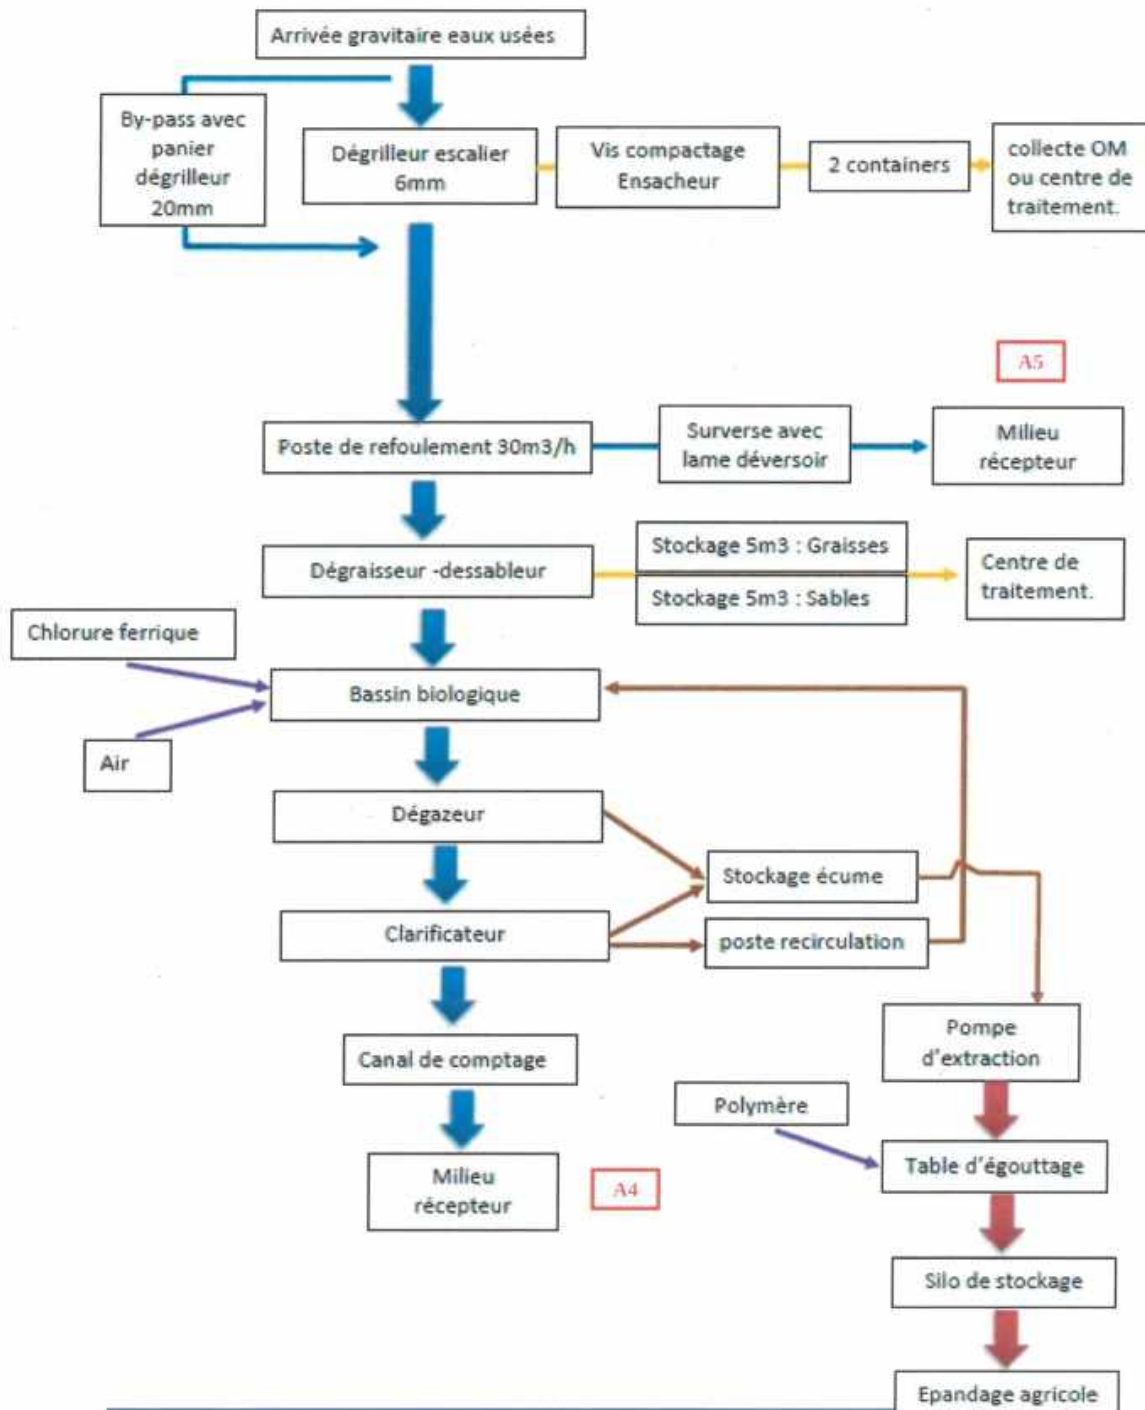 Arrivée gravitaire eaux usées
By-pass avec
panier
dégrilleur
20mm
Dégrilleur escalier
6mm
Vis compactage
Ensacheur
2 containers
collecte OM
ou centre de
traitement.
A5
Poste de refoulement 30m3/h
Surverse avec
lame déversoir
Milieu
récepteur
Dégraisseur -dessableur
Stockage 5m3 : Graisses
Stockage 5m3 : Sables
Centre de
traitement.
Chlorure ferrique
Bassin biologique
Air
Dégazeur
Stockage écume
Clarificateur
poste recirculation
Canal de comptage
Pompe
d'extraction
Polymère
Table d'égouttage
Milieu
récepteur
A4
Silo de stockage
Epandage agricole